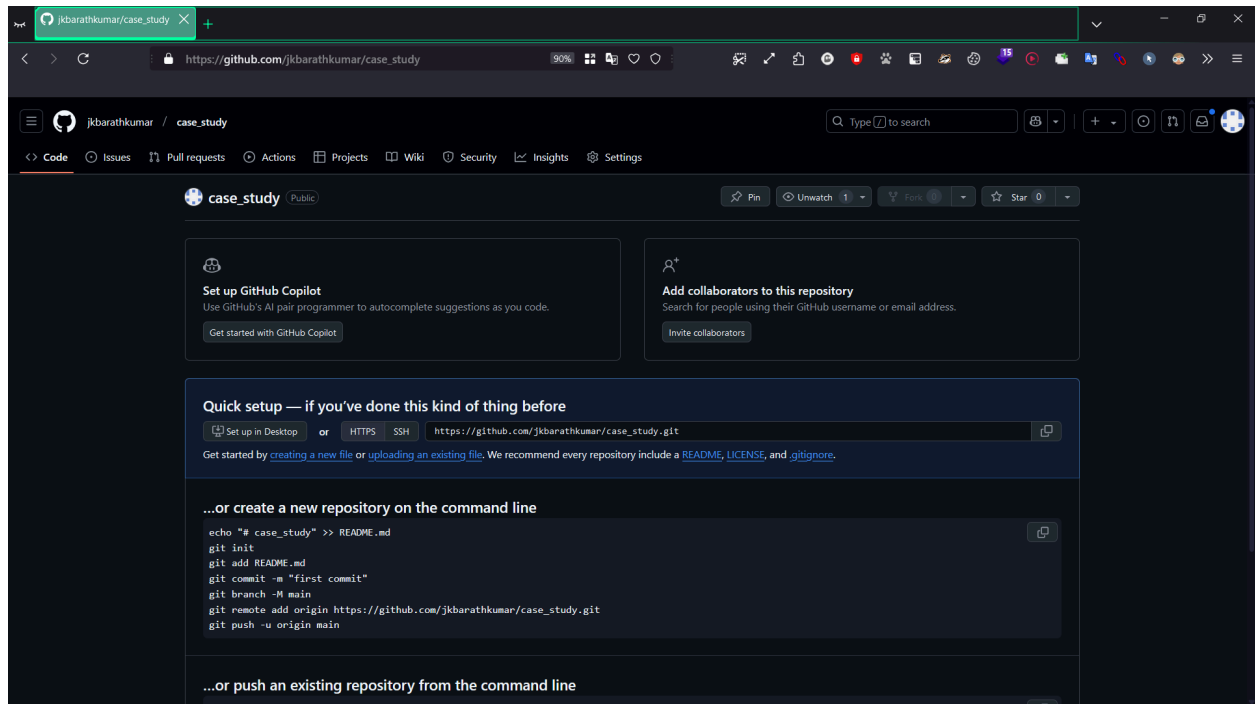 jkbarathkumar/case_study
https://github.com/jkbarathkumar/case_study
90%
15
jkbarathkumar / case_study
Type / to search
Code Issues Pull requests Actions Projects Wiki Security Insights Settings
case_study Public
Pin Unwatch 1 Fork 0 Star 0
Set up GitHub Copilot
Use GitHub's AI pair programmer to autocomplete suggestions as you code.
Get started with GitHub Copilot
Add collaborators to this repository
Search for people using their GitHub username or email address.
Invite collaborators
Quick setup — if you've done this kind of thing before
Set up in Desktop or HTTPS SSH https://github.com/jkbarathkumar/case_study.git
Get started by creating a new file or uploading an existing file. We recommend every repository include a README, LICENSE, and .gitignore.
...or create a new repository on the command line
echo "# case_study" >> README.md
git init
git add README.md
git commit -m "first commit"
git branch -M main
git remote add origin https://github.com/jkbarathkumar/case_study.git
git push -u origin main
...or push an existing repository from the command line